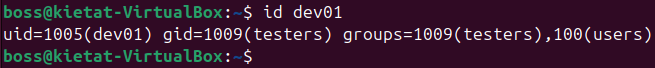 boss@kietat-VirtualBox:~$ id dev01
uid=1005(dev01) gid=1009(testers) groups=1009(testers),100(users)
boss@kietat-VirtualBox:~$